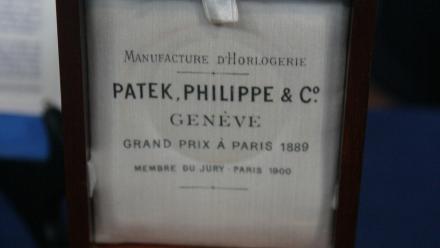 MANUFACTURE D'HORLOGERIE
PATEK, PHILIPPE & Cº
GENÈVE
GRAND PRIX À PARIS 1889
MEMBRE DU JURY - PARIS 1900